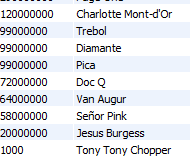 120000000 Charlotte Mont-d'Or
99000000 Trebol
99000000 Diamante
99000000 Pica
72000000 Doc Q
64000000 Van Augur
58000000 Señor Pink
20000000 Jesus Burgess
1000 Tony Tony Chopper